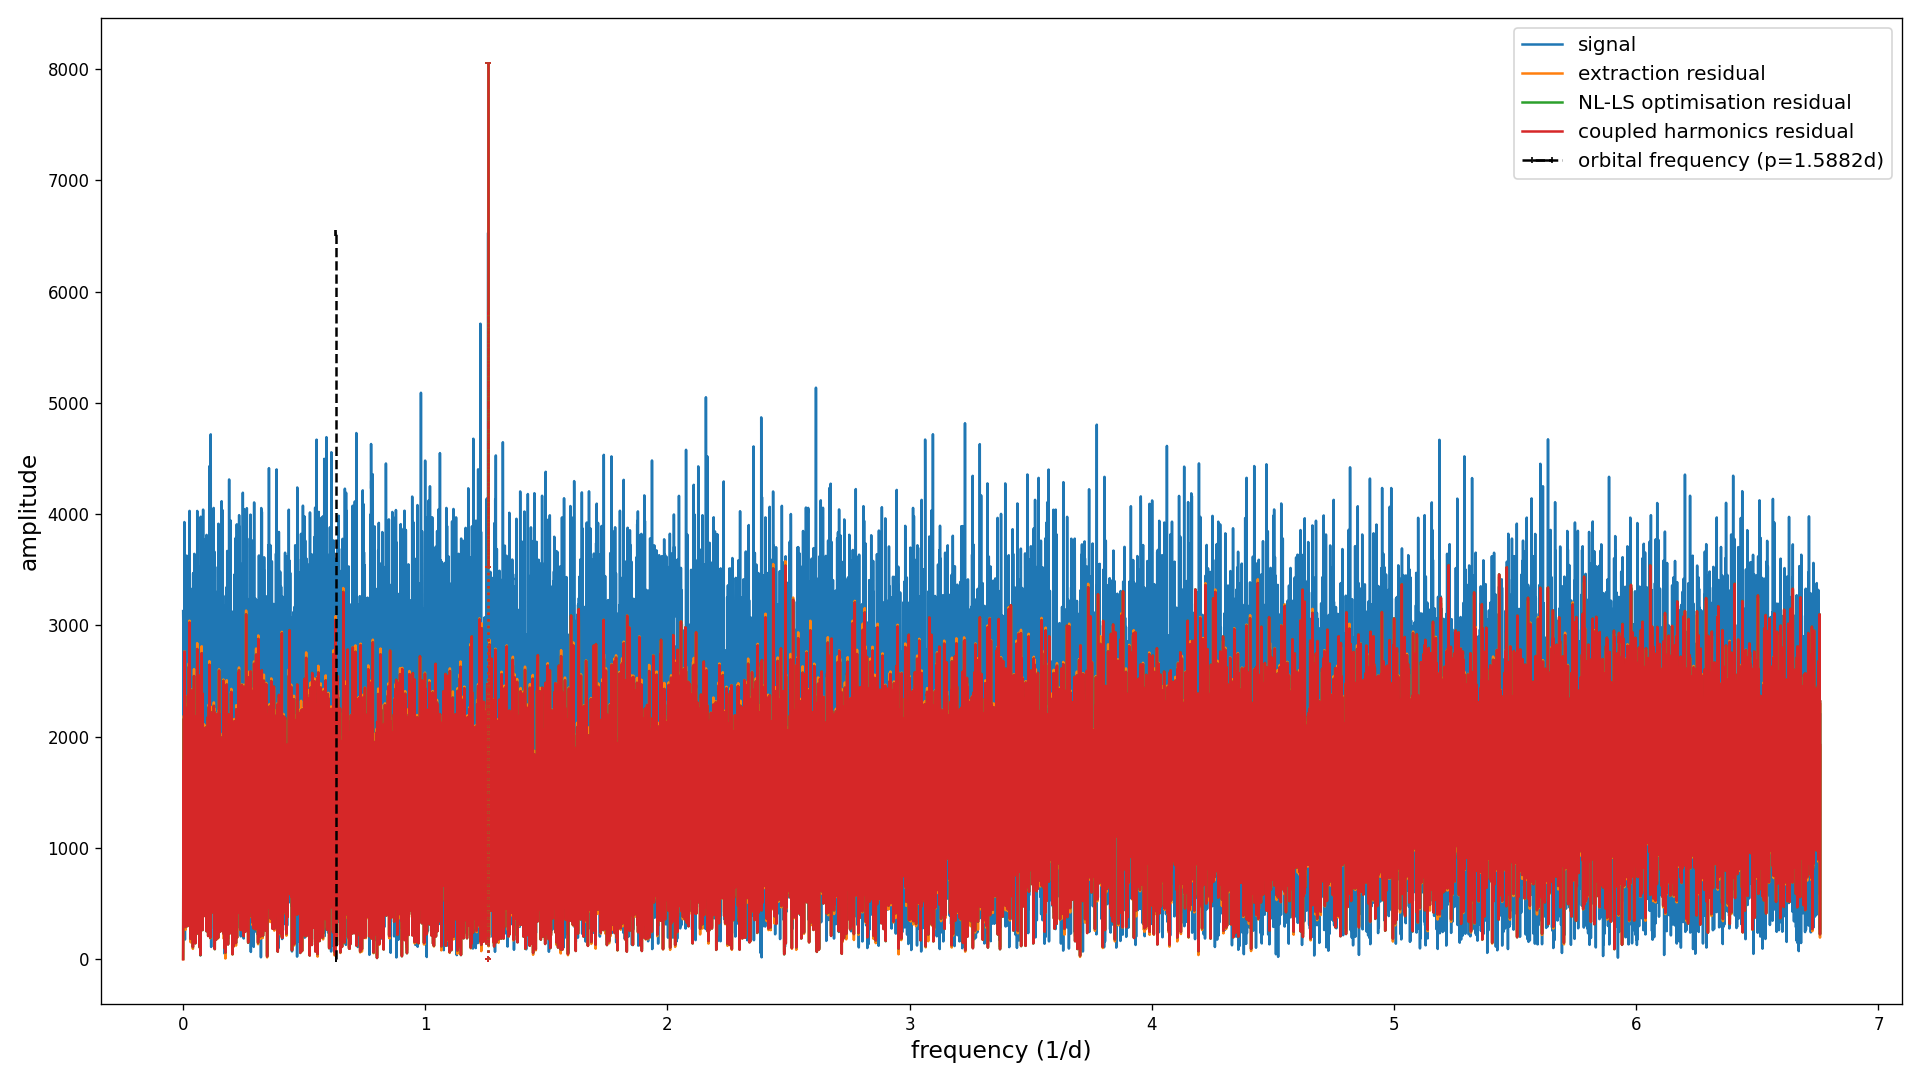 signal
extraction residual
NL-LS optimisation residual
coupled harmonics residual
orbital frequency (p=1.5882d)
8000
7000
6000
5000
4000
3000
2000
1000
0
amplitude
0 1 2 3 4 5 6 7
frequency (1/d)